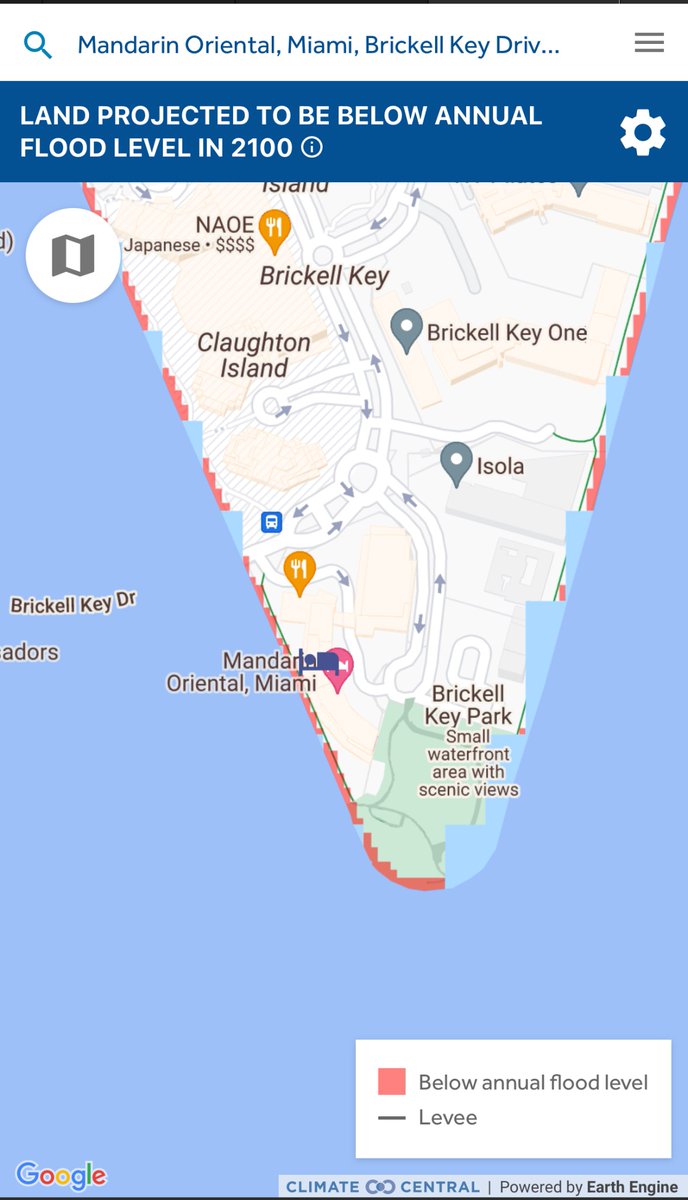 Mandarin Oriental, Miami, Brickell Key Driv...
LAND PROJECTED TO BE BELOW ANNUAL
FLOOD LEVEL IN 2100
Island
NAOE
Japanese • $$$$
Brickell Key
Claughton
Island
Brickell Key One
Isola
Brickell Key Dr
sadors
Mandarin
Oriental, Miami
Brickell
Key Park
Small
waterfront
area with
scenic views
Below annual flood level
Levee
Google
CLIMATE CENTRAL | Powered by Earth Engine